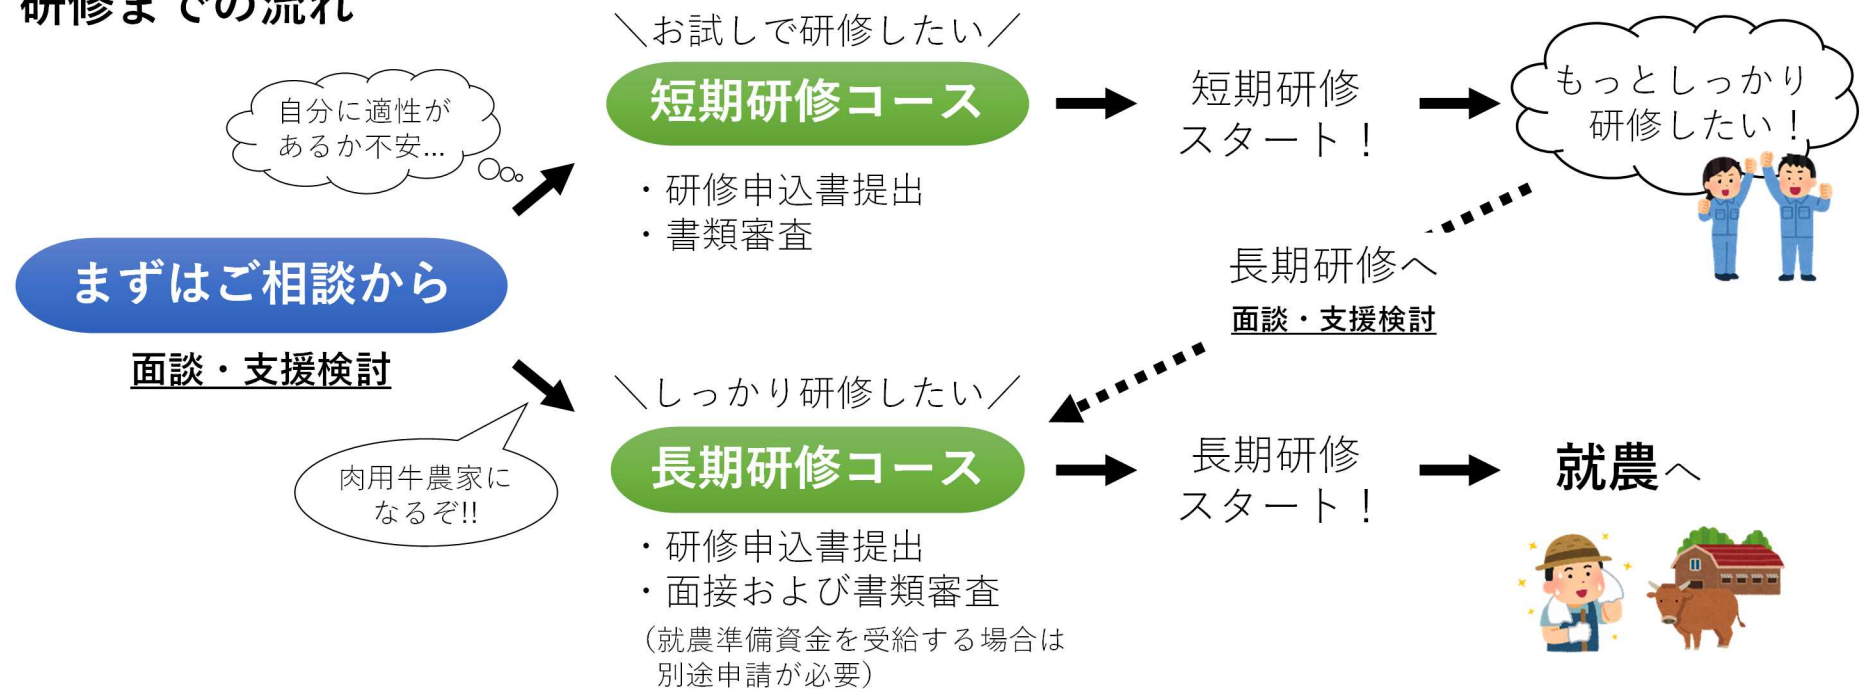 研修までの流れ
＼お試しで研修したい／
短期研修コース
・研修申込書提出
・書類審査
短期研修
スタート！
もっとしっかり
研修したい！
自分に適性が
あるか不安...
まずはご相談から
面談・支援検討
肉用牛農家に
なるぞ!!
長期研修へ
面談・支援検討
＼しっかり研修したい／
長期研修コース
・研修申込書提出
・面接および書類審査
（就農準備資金を受給する場合は
別途申請が必要）
長期研修
スタート！
就農へ